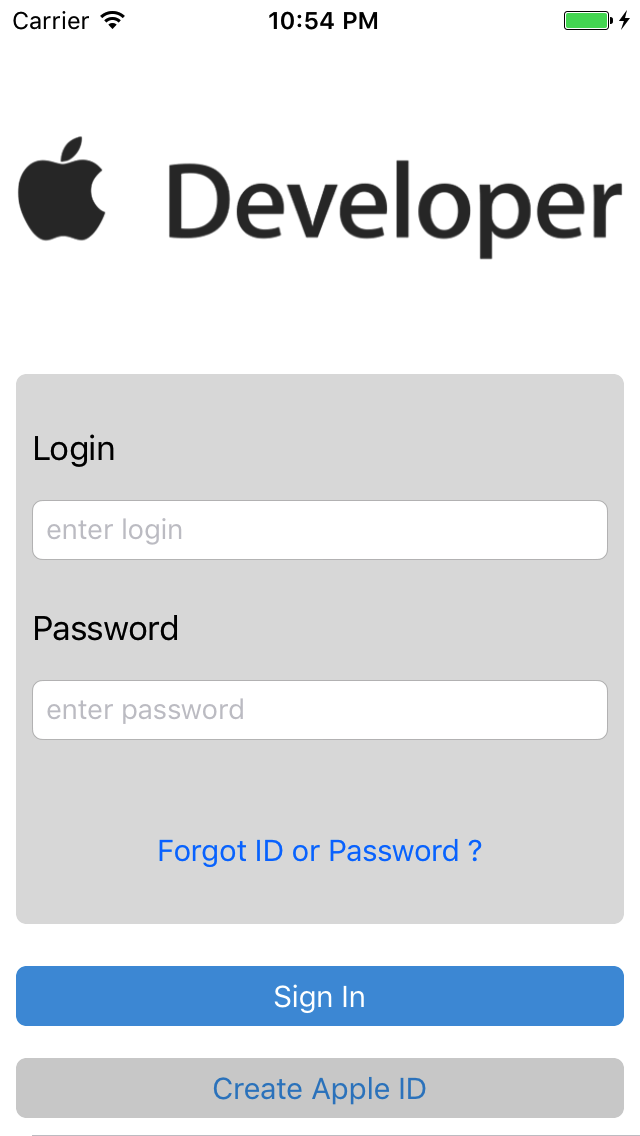 Carrier 10:54 PM
Developer
Login
enter login
Password
enter password
Forgot ID or Password ?
Sign In
Create Apple ID